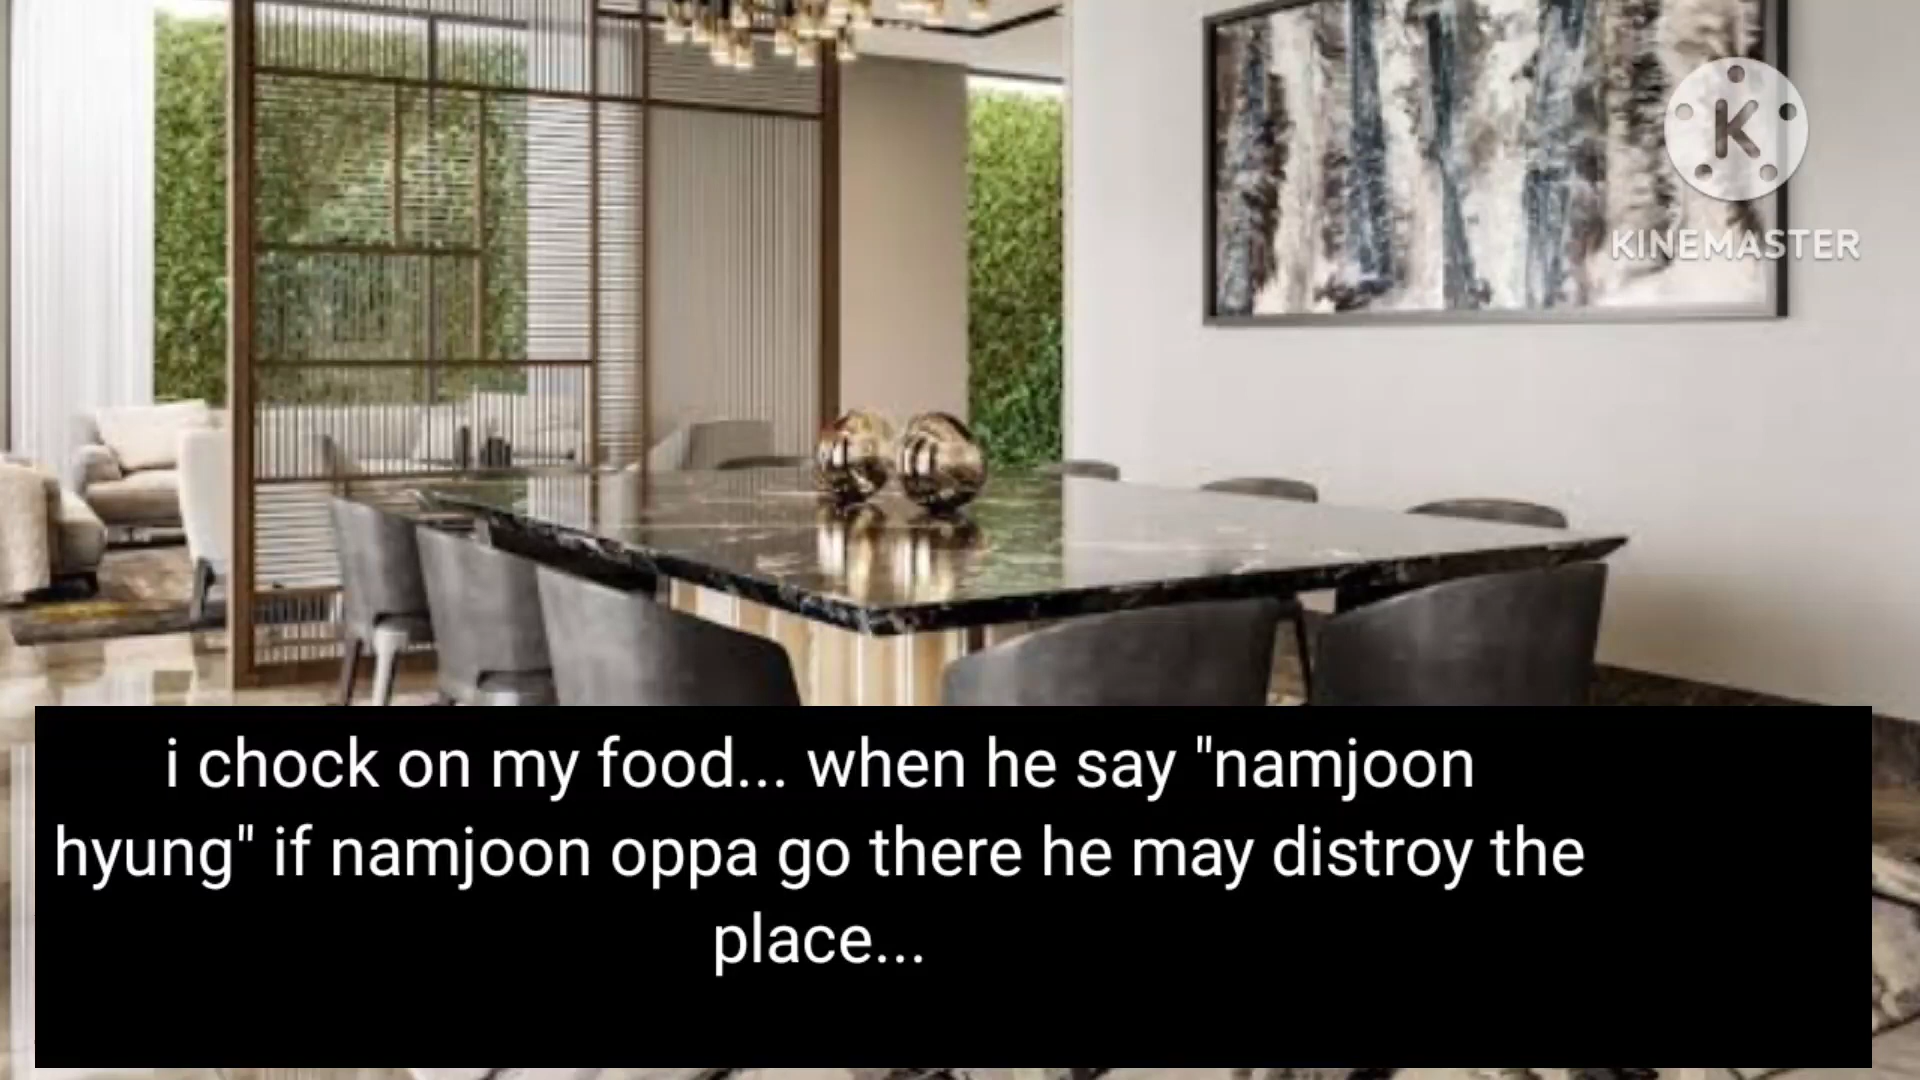 K
KINEMASTER
i chock on my food... when he say "namjoon
hyung" if namjoon oppa go there he may distroy the
place...